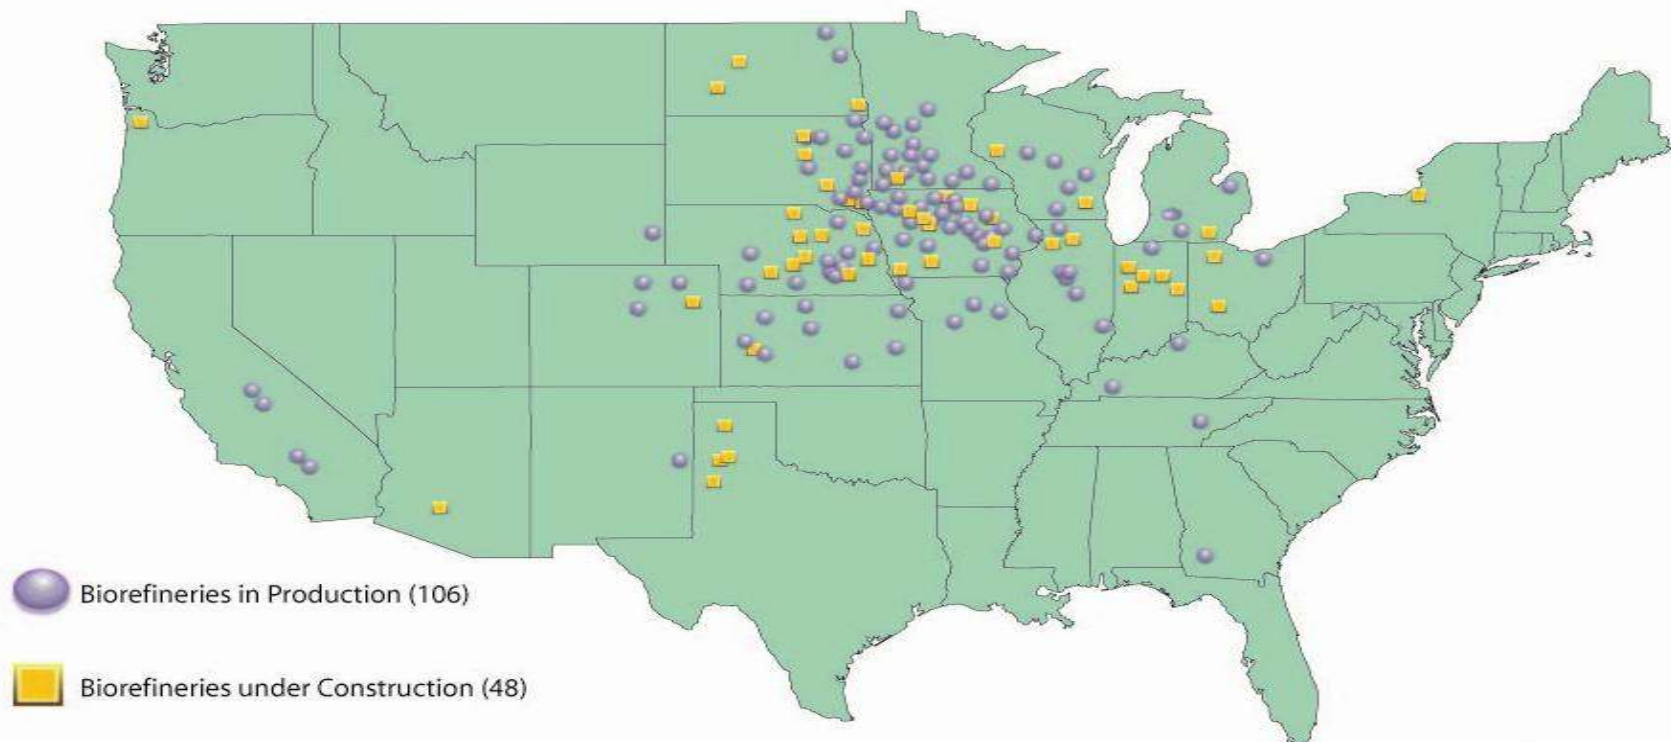 Biorefineries in Production (106)
Biorefineries under Construction (48)